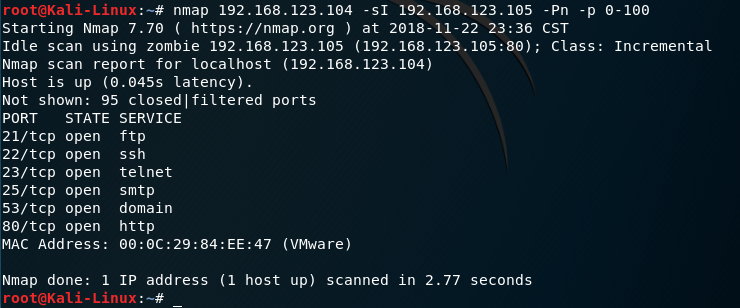 root@Kali-Linux:~# nmap 192.168.123.104 -sI 192.168.123.105 -Pn -p 0-100
Starting Nmap 7.70 ( https://nmap.org ) at 2018-11-22 23:36 CST
Idle scan using zombie 192.168.123.105 (192.168.123.105:80); Class: Incremental
Nmap scan report for localhost (192.168.123.104)
Host is up (0.045s latency).
Not shown: 95 closed|filtered ports
PORT   STATE SERVICE
21/tcp open  ftp
22/tcp open  ssh
23/tcp open  telnet
25/tcp open  smtp
53/tcp open  domain
80/tcp open  http
MAC Address: 00:0C:29:84:EE:47 (VMware)

Nmap done: 1 IP address (1 host up) scanned in 2.77 seconds
root@Kali-Linux:~# _